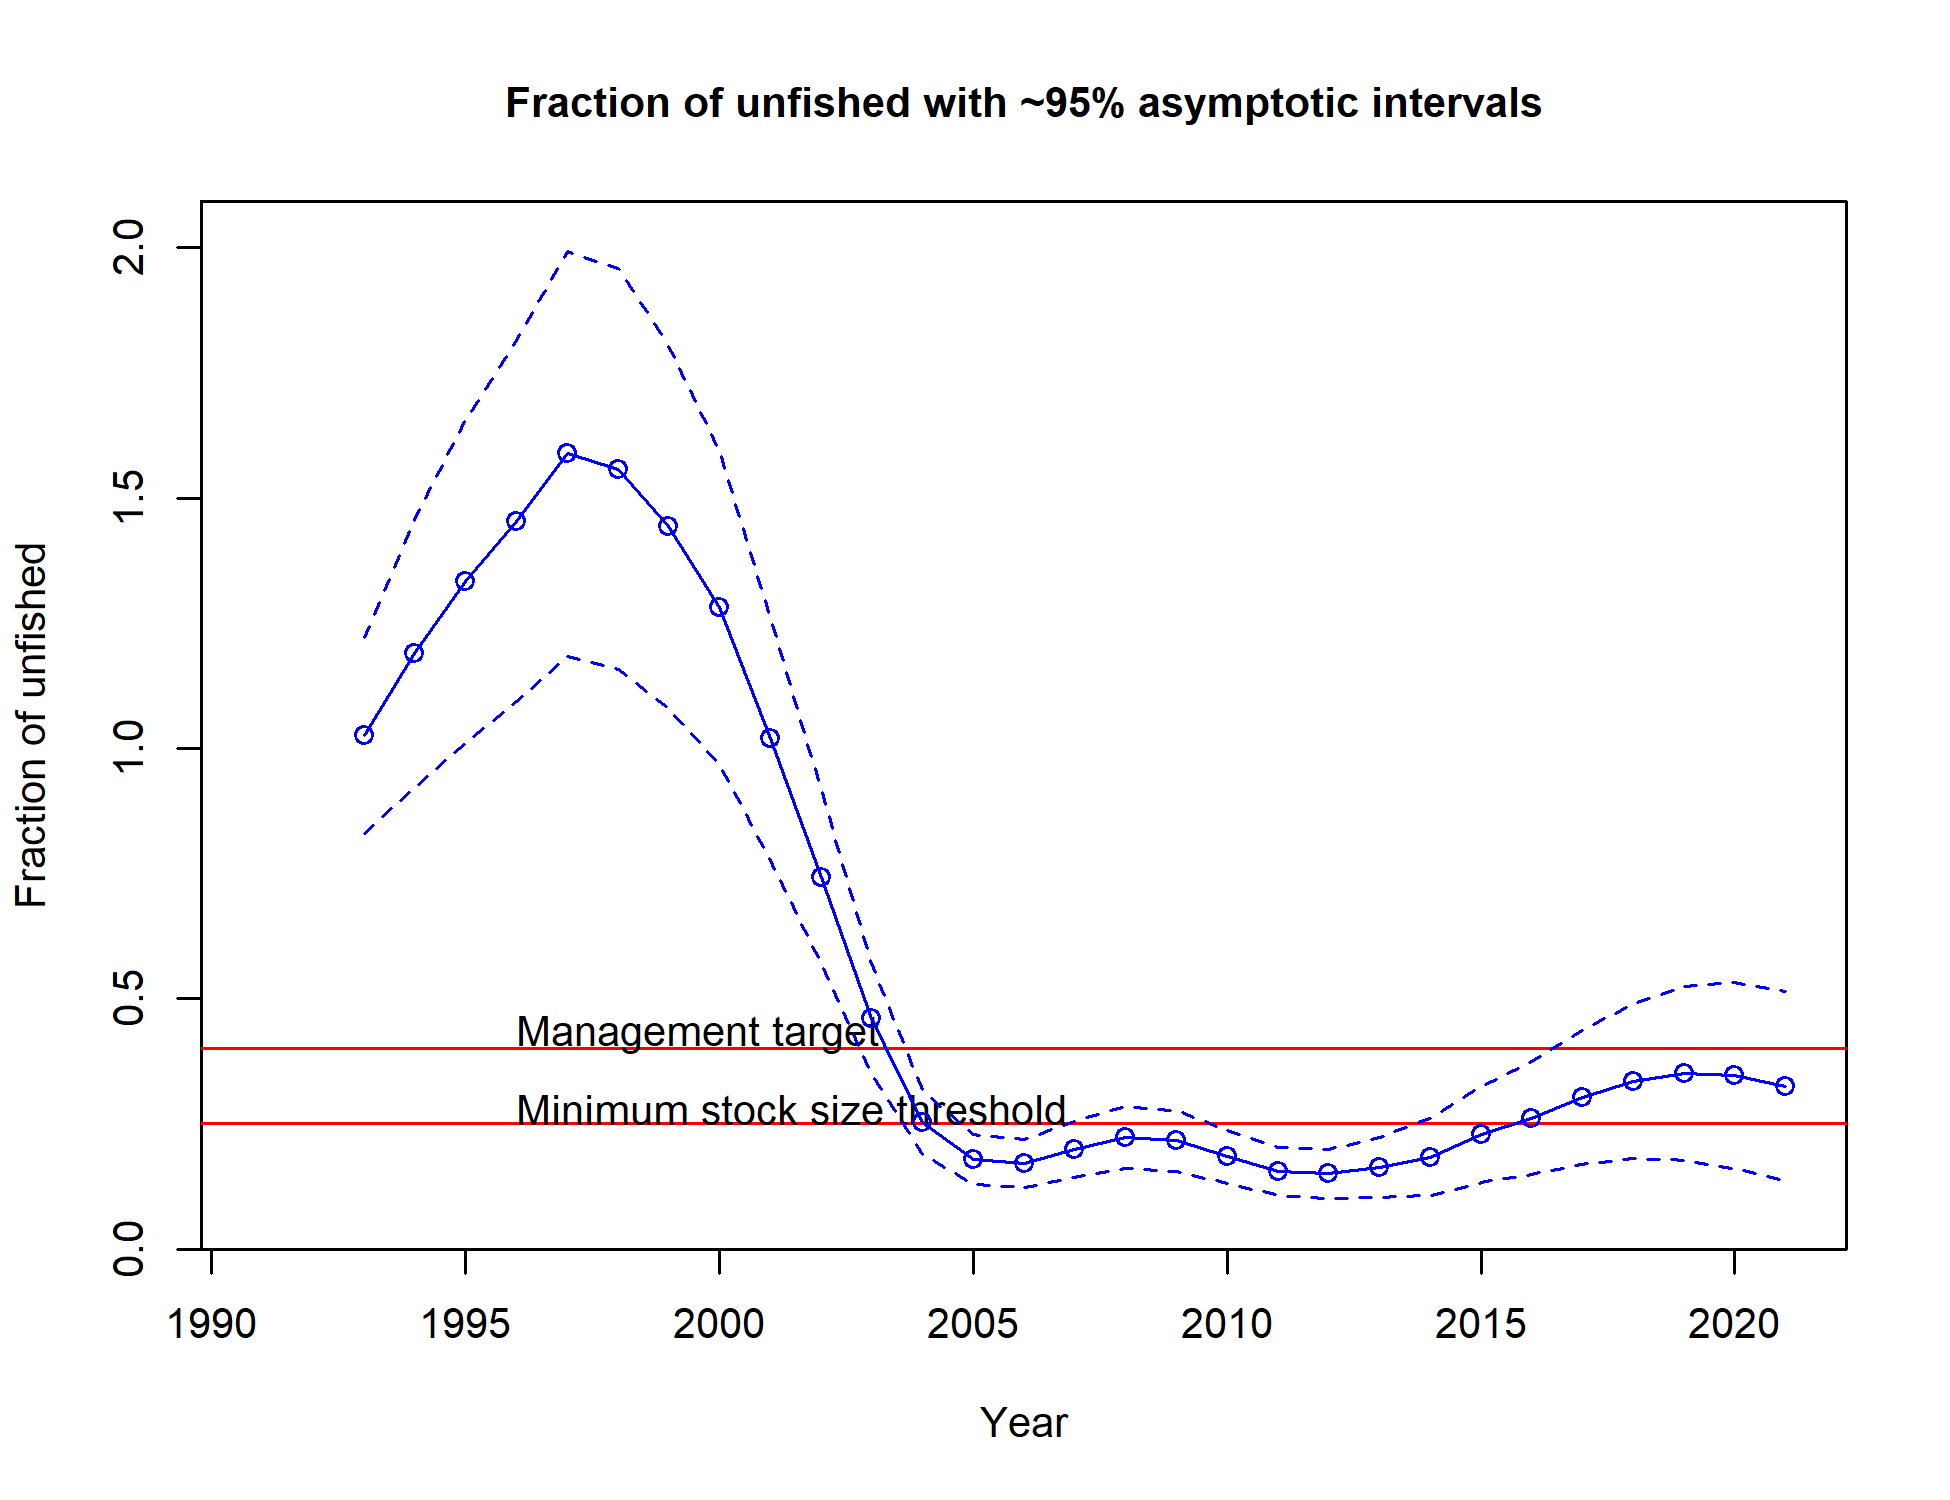 Fraction of unfished with ~95% asymptotic intervals
Fraction of unfished
2.0
1.5
1.0
0.5
0.0
Management target
Minimum stock size threshold
1990 1995 2000 2005 2010 2015 2020
Year